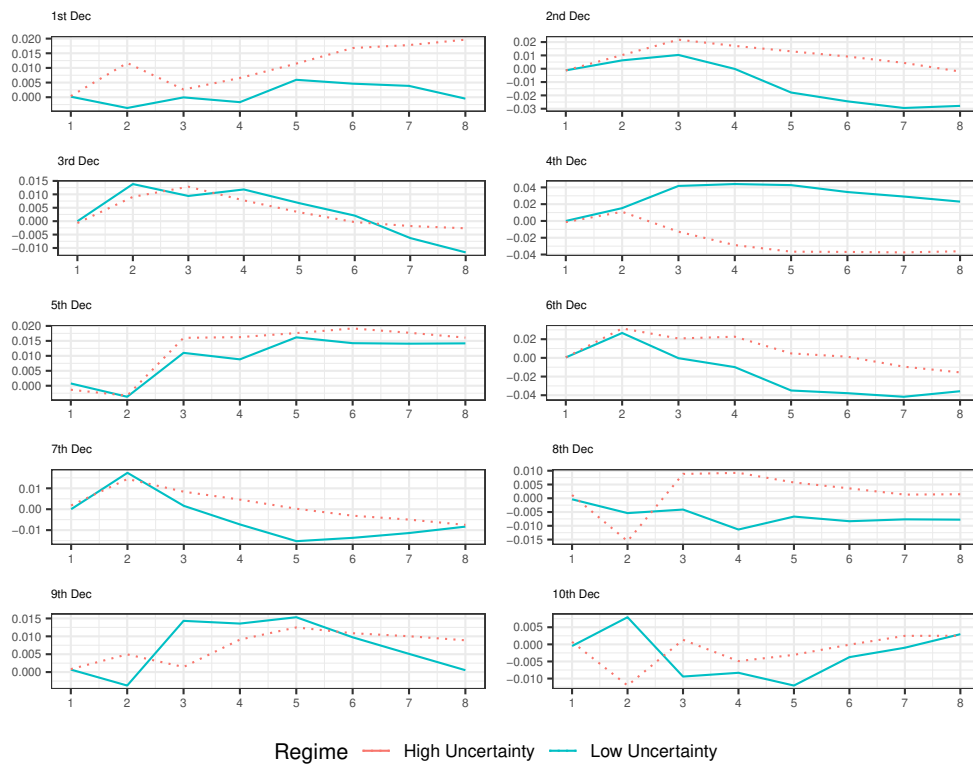 1st Dec
0.020
0.015
0.010
0.005
0.000
1 2 3 4 5 6 7 8
2nd Dec
0.02
0.01
0.00
−0.01
−0.02
−0.03
1 2 3 4 5 6 7 8
3rd Dec
0.015
0.010
0.005
0.000
−0.005
−0.010
1 2 3 4 5 6 7 8
4th Dec
0.04
0.02
0.00
−0.02
−0.04
1 2 3 4 5 6 7 8
5th Dec
0.020
0.015
0.010
0.005
0.000
1 2 3 4 5 6 7 8
6th Dec
0.02
0.00
−0.02
−0.04
1 2 3 4 5 6 7 8
7th Dec
0.01
0.00
−0.01
1 2 3 4 5 6 7 8
8th Dec
0.010
0.005
0.000
−0.005
−0.010
−0.015
1 2 3 4 5 6 7 8
9th Dec
0.015
0.010
0.005
0.000
1 2 3 4 5 6 7 8
10th Dec
0.005
0.000
−0.005
−0.010
1 2 3 4 5 6 7 8
Regime High Uncertainty Low Uncertainty